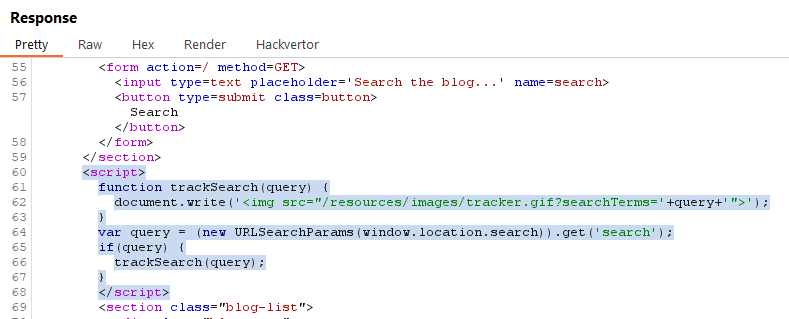 Response
Pretty Raw Hex Render Hackvertor
55 <form action=/ method=GET>
56 <input type=text placeholder='Search the blog...' name=search>
57 <button type=submit class=button>
Search
</button>
58 </form>
59 </section>
60 <script>
61 function trackSearch(query) {
62 document.write('<img src="/resources/images/tracker.gif?searchTerms='+query+'">');
63 }
64 var query = (new URLSearchParams(window.location.search)).get('search');
65 if(query) {
66 trackSearch(query);
67 }
68 </script>
69 <section class="blog-list">